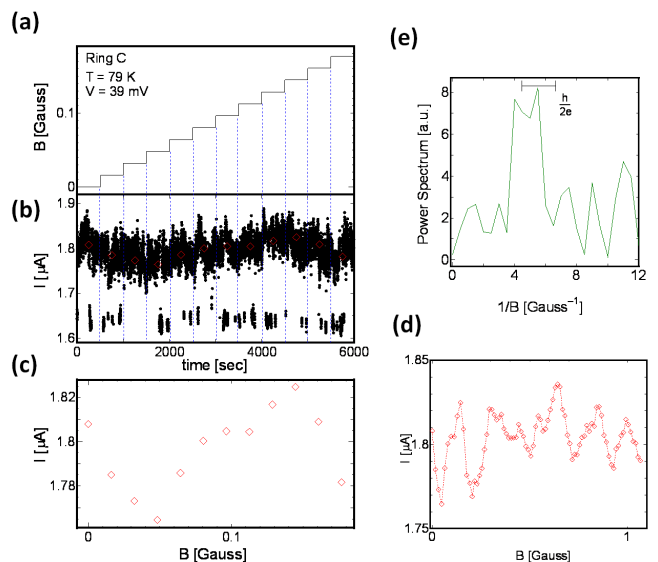 (a)
Ring C
T = 79 K
V = 39 mV
B [Gauss]
0.1
0
(b)
I [µA]
1.9
1.8
1.7
1.6
0 2000 4000 6000
time [sec]
(c)
I [µA]
1.82
1.8
1.78
0 0.1
B [Gauss]
(e)
h
2e
Power Spectrum [a.u.]
8
6
4
2
0
0 4 8 12
1/B [Gauss⁻¹]
(d)
I [µA]
1.85
1.8
1.75
0 1
B [Gauss]